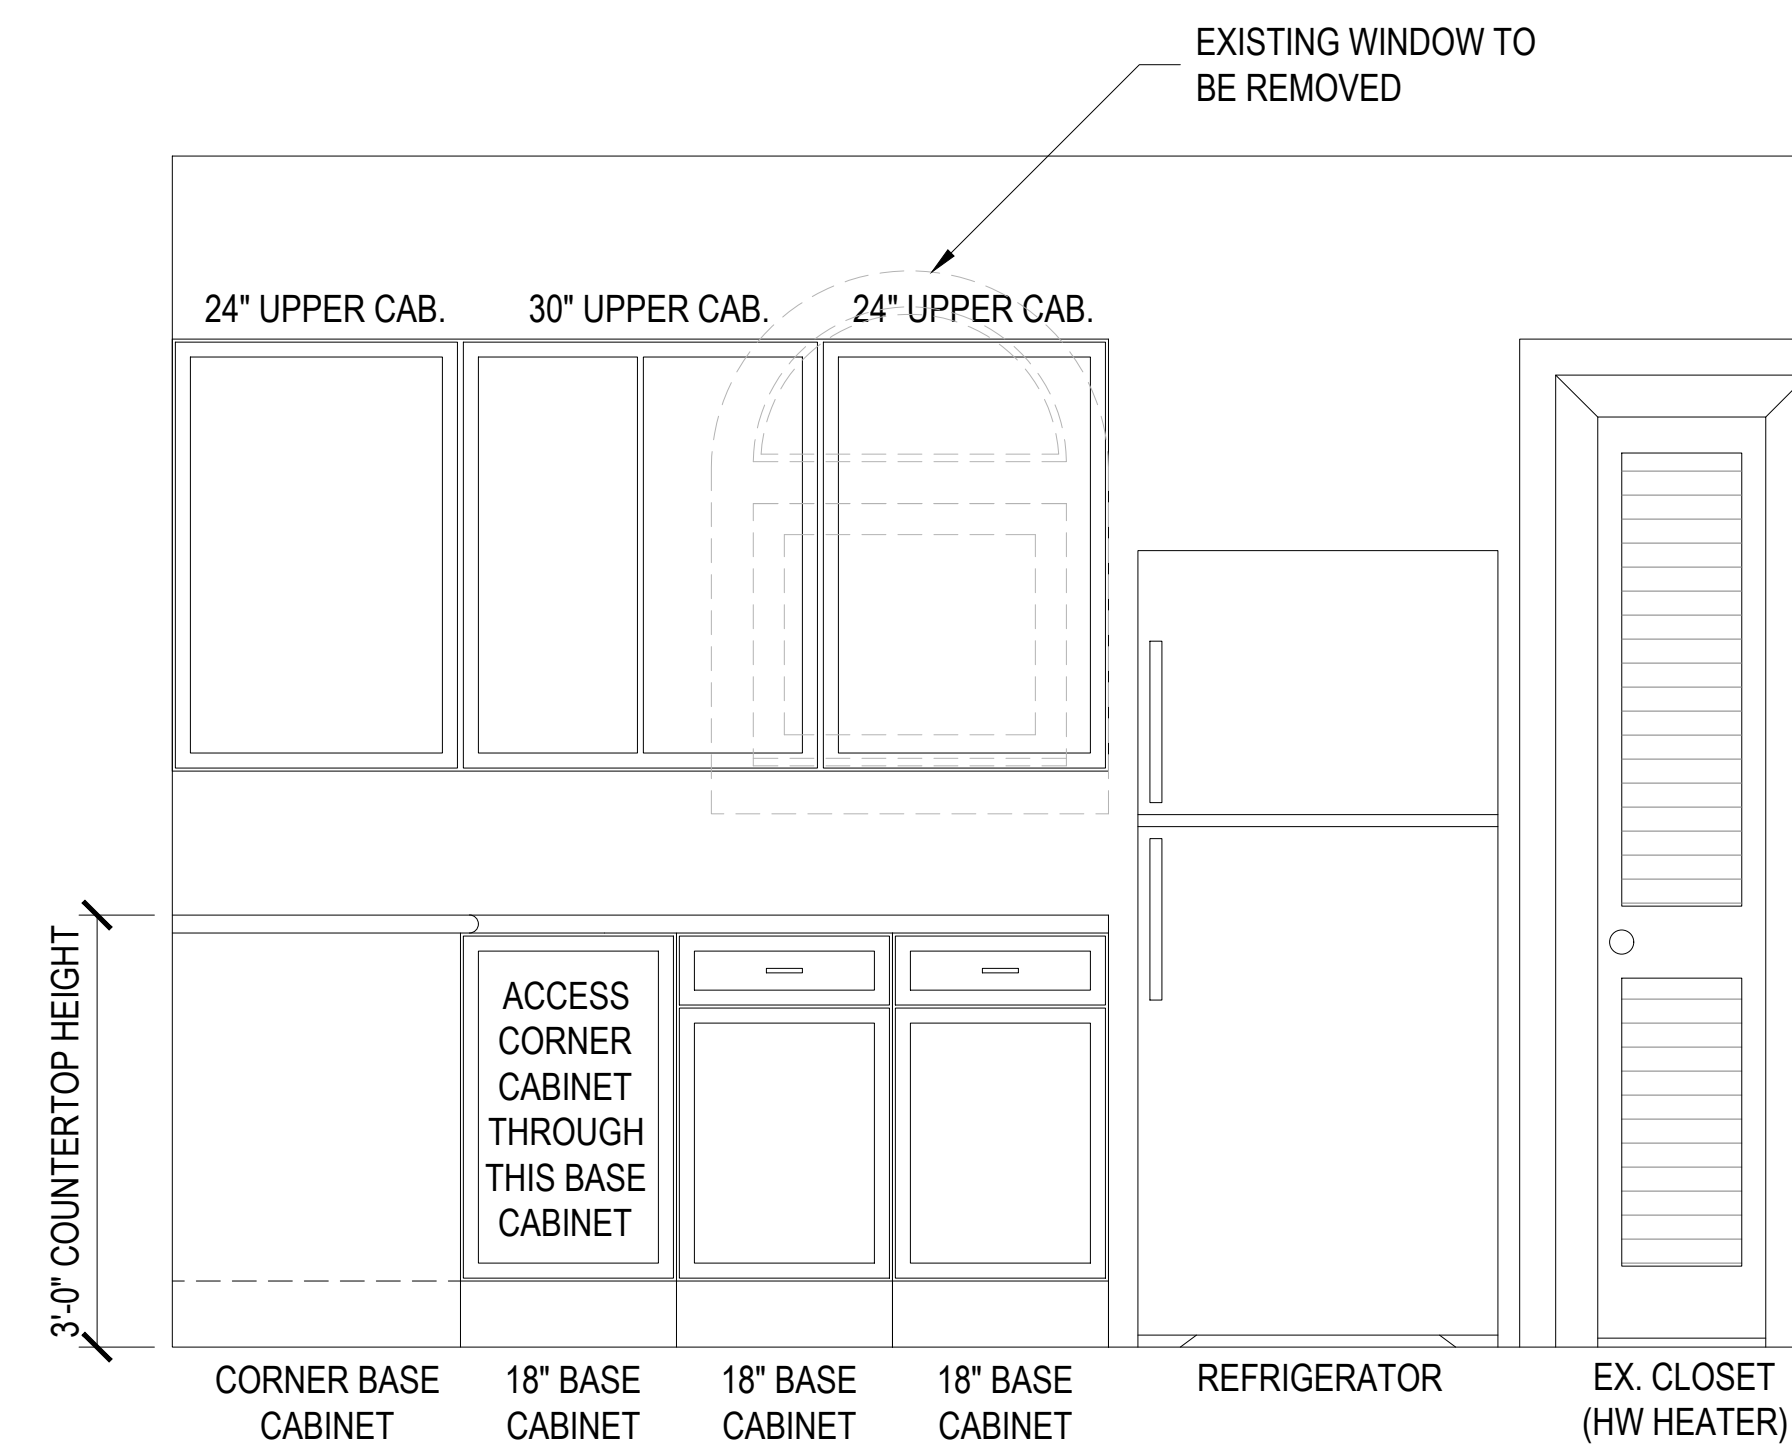 EXISTING WINDOW TO
BE REMOVED
24" UPPER CAB.
30" UPPER CAB.
24" UPPER CAB.
3'-0" COUNTERTOP HEIGHT
ACCESS
CORNER
CABINET
THROUGH
THIS BASE
CABINET
CORNER BASE
CABINET
18" BASE
CABINET
18" BASE
CABINET
18" BASE
CABINET
REFRIGERATOR
EX. CLOSET
(HW HEATER)